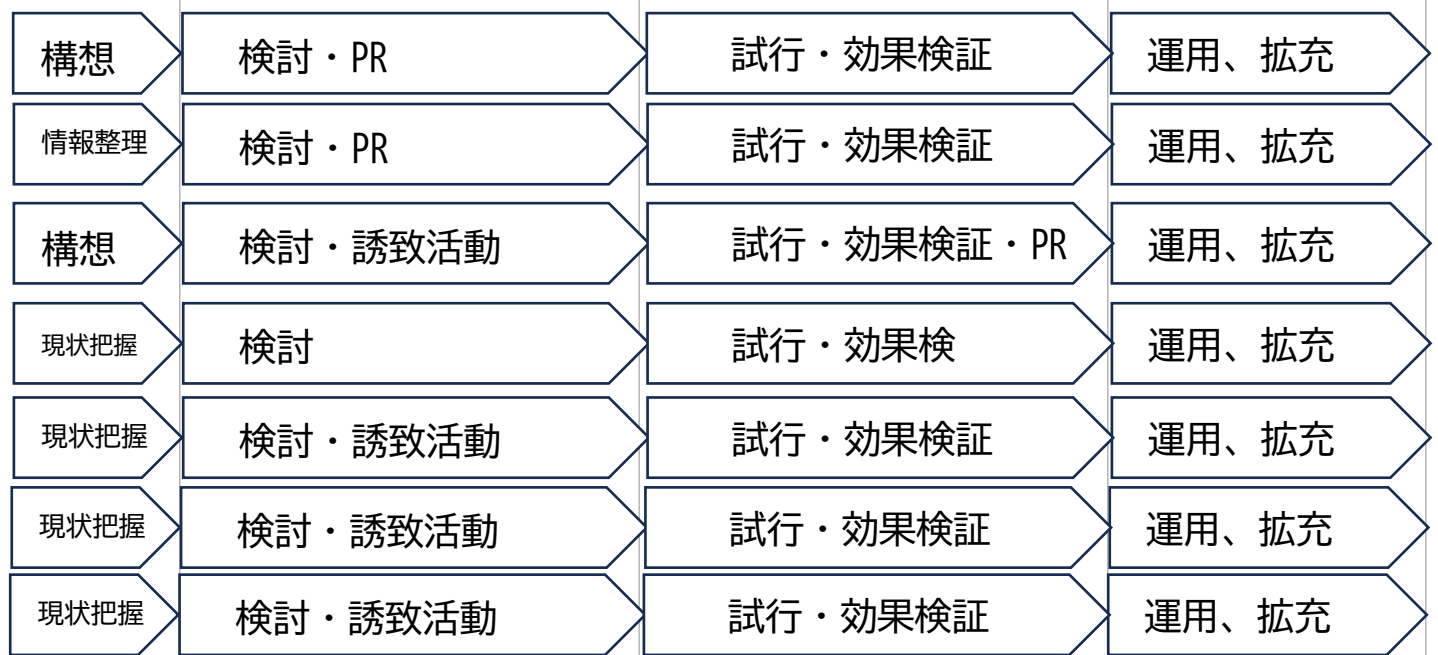 構想 検討・PR 試行・効果検証 運用、拡充
情報整理 検討・PR 試行・効果検証 運用、拡充
構想 検討・誘致活動 試行・効果検証・PR 運用、拡充
現状把握 検討 試行・効果検 運用、拡充
現状把握 検討・誘致活動 試行・効果検証 運用、拡充
現状把握 検討・誘致活動 試行・効果検証 運用、拡充
現状把握 検討・誘致活動 試行・効果検証 運用、拡充